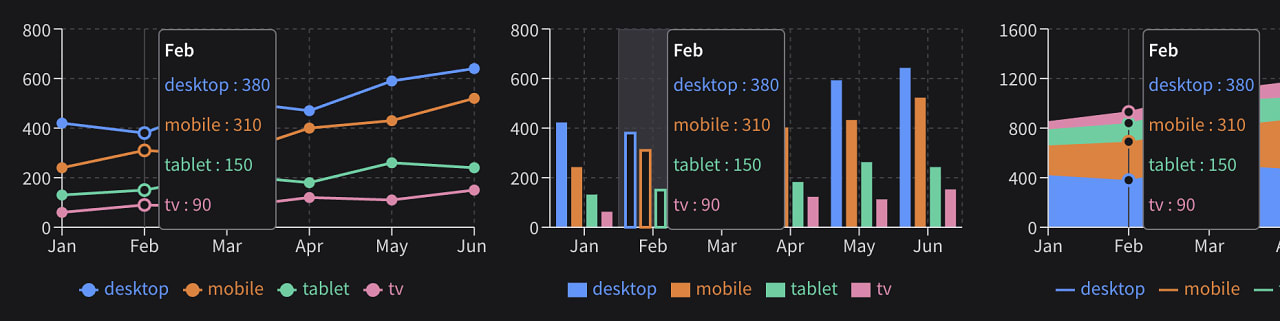 800
600
400
200
0
Jan
Feb
Mar
Apr
May
Jun
Feb
desktop : 380
mobile : 310
tablet : 150
tv : 90
desktop
mobile
tablet
tv
800
600
400
200
0
Jan
Feb
Mar
Apr
May
Jun
Feb
desktop : 380
mobile : 310
tablet : 150
tv : 90
desktop
mobile
tablet
tv
1600
1200
800
400
0
Jan
Feb
Mar
Feb
desktop : 380
mobile : 310
tablet : 150
tv : 90
desktop
mobile